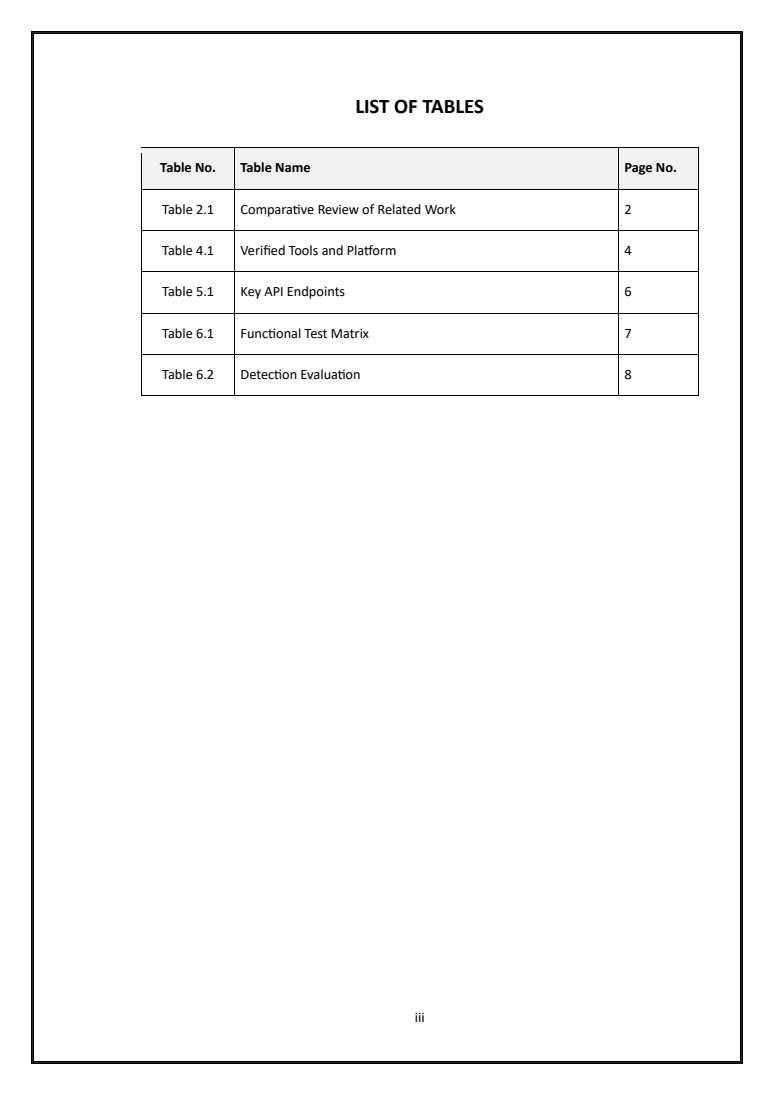 LIST OF TABLES
Table No. Table Name Page No.
Table 2.1 Comparative Review of Related Work 2
Table 4.1 Verified Tools and Platform 4
Table 5.1 Key API Endpoints 6
Table 6.1 Functional Test Matrix 7
Table 6.2 Detection Evaluation 8
iii